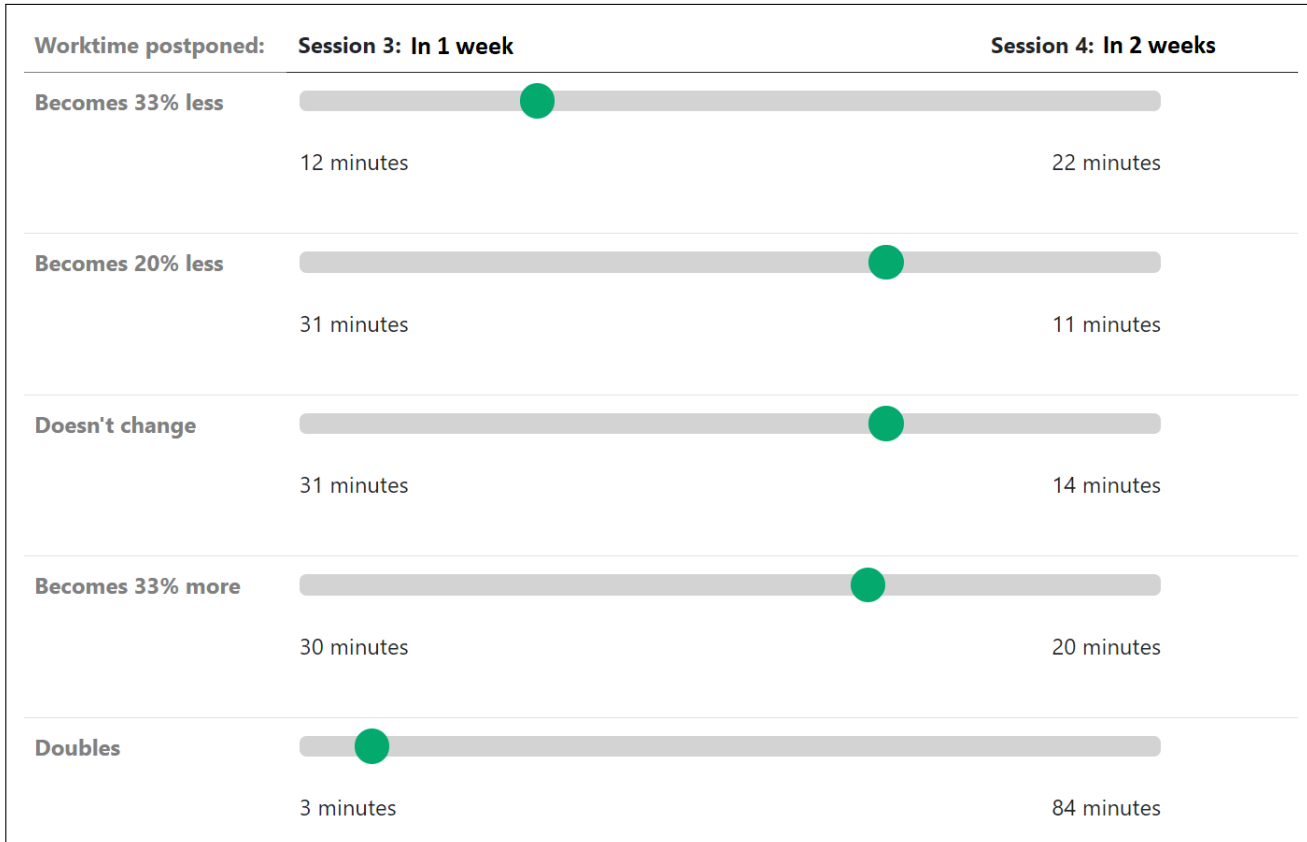 Worktime postponed: Session 3: In 1 week Session 4: In 2 weeks
Becomes 33% less
12 minutes 22 minutes
Becomes 20% less
31 minutes 11 minutes
Doesn't change
31 minutes 14 minutes
Becomes 33% more
30 minutes 20 minutes
Doubles
3 minutes 84 minutes